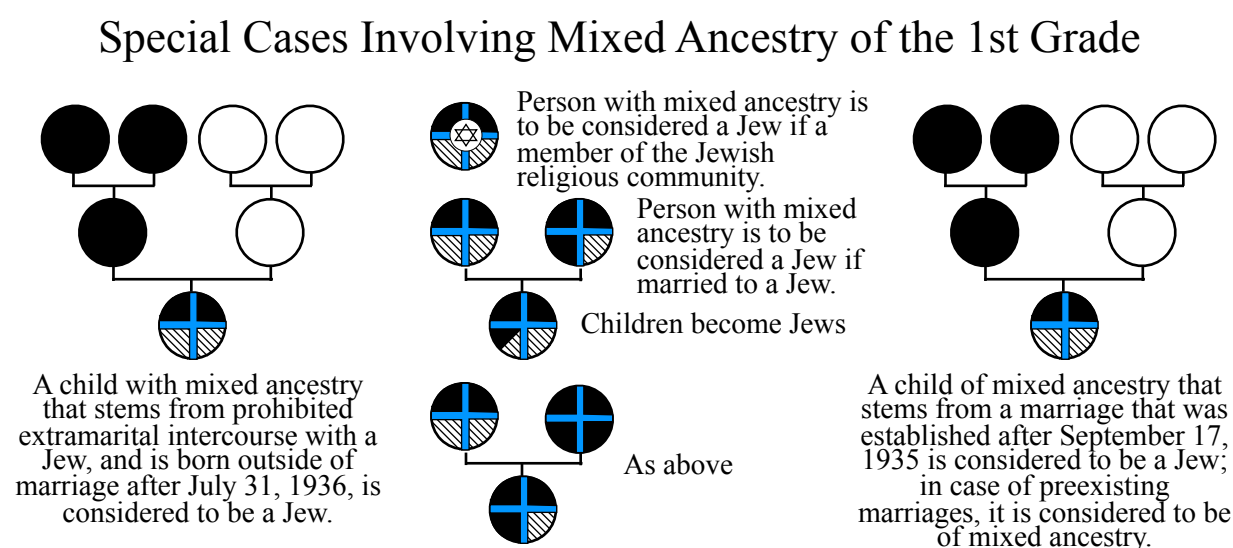 Special Cases Involving Mixed Ancestry of the 1st Grade
Person with mixed ancestry is
to be considered a Jew if a
member of the Jewish
religious community.
Person with mixed
ancestry is to be
considered a Jew if
married to a Jew.
Children become Jews
As above
A child with mixed ancestry
that stems from prohibited
extramarital intercourse with a
Jew, and is born outside of
marriage after July 31, 1936, is
considered to be a Jew.
A child of mixed ancestry that
stems from a marriage that was
established after September 17,
1935 is considered to be a Jew;
in case of preexisting
marriages, it is considered to be
of mixed ancestry.